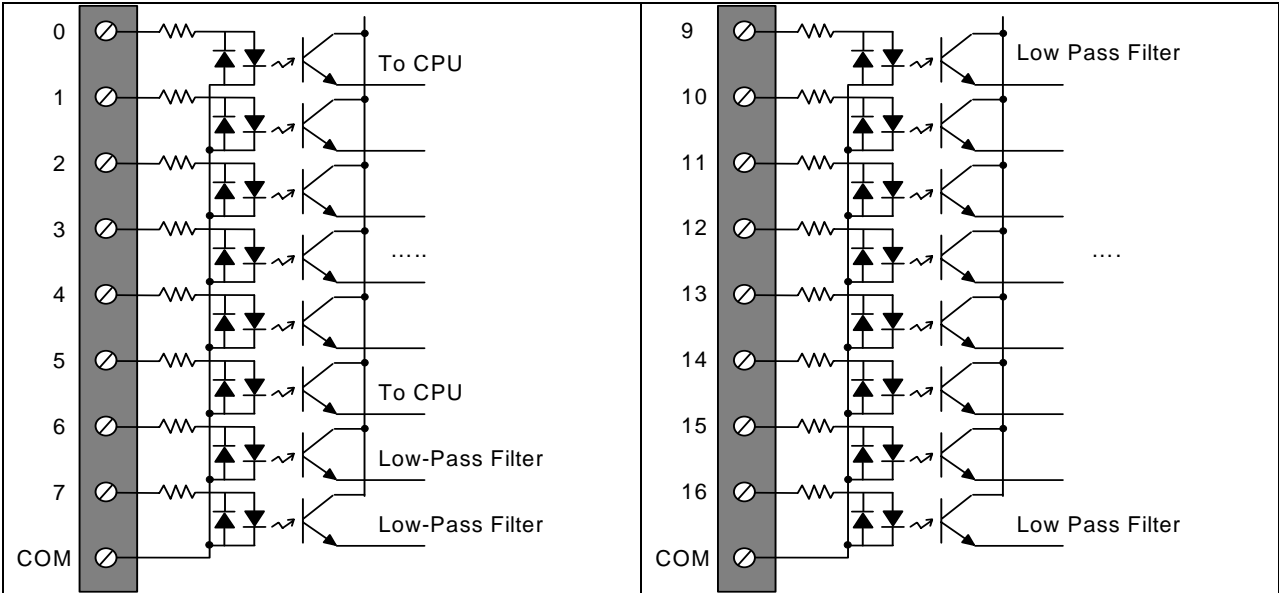 0
To CPU
1
2
3
.....
4
5
To CPU
6
Low-Pass Filter
7
Low-Pass Filter
COM
9
Low Pass Filter
10
11
12
....
13
14
15
16
Low Pass Filter
COM